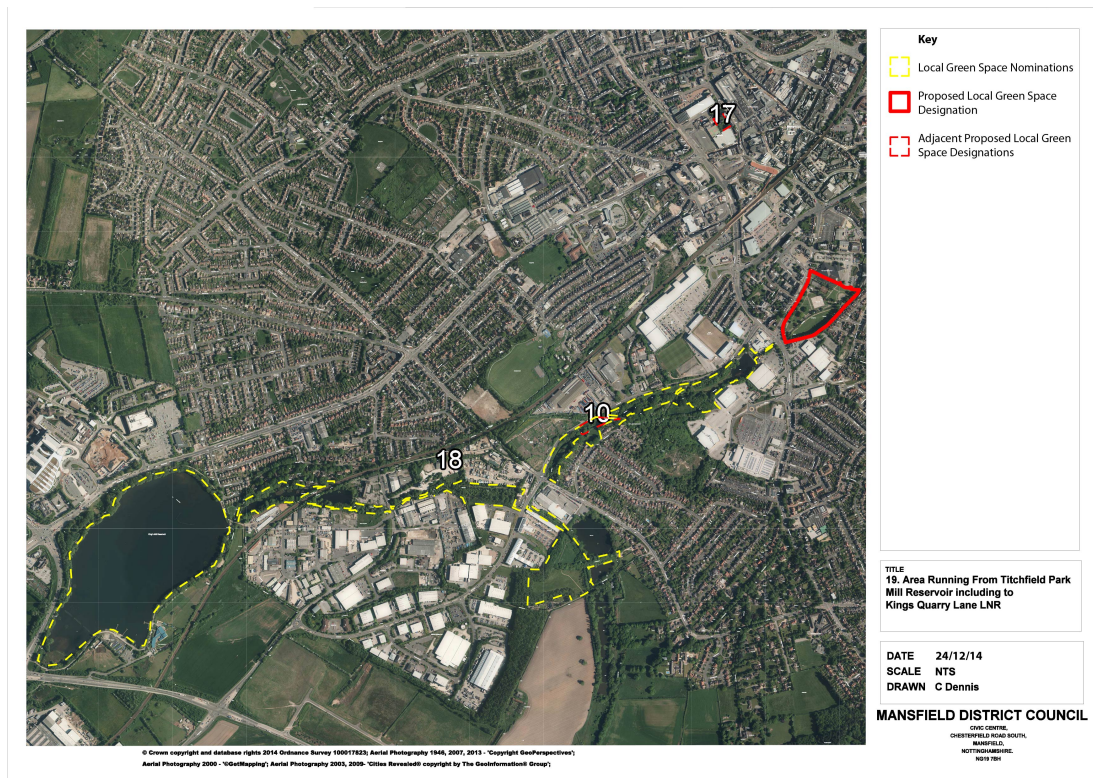 17
10
18
Key
Local Green Space Nominations
Proposed Local Green Space
Designation
Adjacent Proposed Local Green
Space Designations
TITLE
19. Area Running From Titchfield Park
Mill Reservoir including to
Kings Quarry Lane LNR
DATE 24/12/14
SCALE NTS
DRAWN C Dennis
MANSFIELD DISTRICT COUNCIL
CIVIC CENTRE,
CHESTERFIELD ROAD SOUTH,
MANSFIELD,
NOTTINGHAMSHIRE.
NG19 7BH
© Crown copyright and database rights 2014 Ordnance Survey 100017823; Aerial Photography 1946, 2007, 2013 - 'Copyright GeoPerspectives';
Aerial Photography 2000 - '©GetMapping'; Aerial Photography 2003, 2009- 'Cities Revealed® copyright by The GeoInformation® Group';